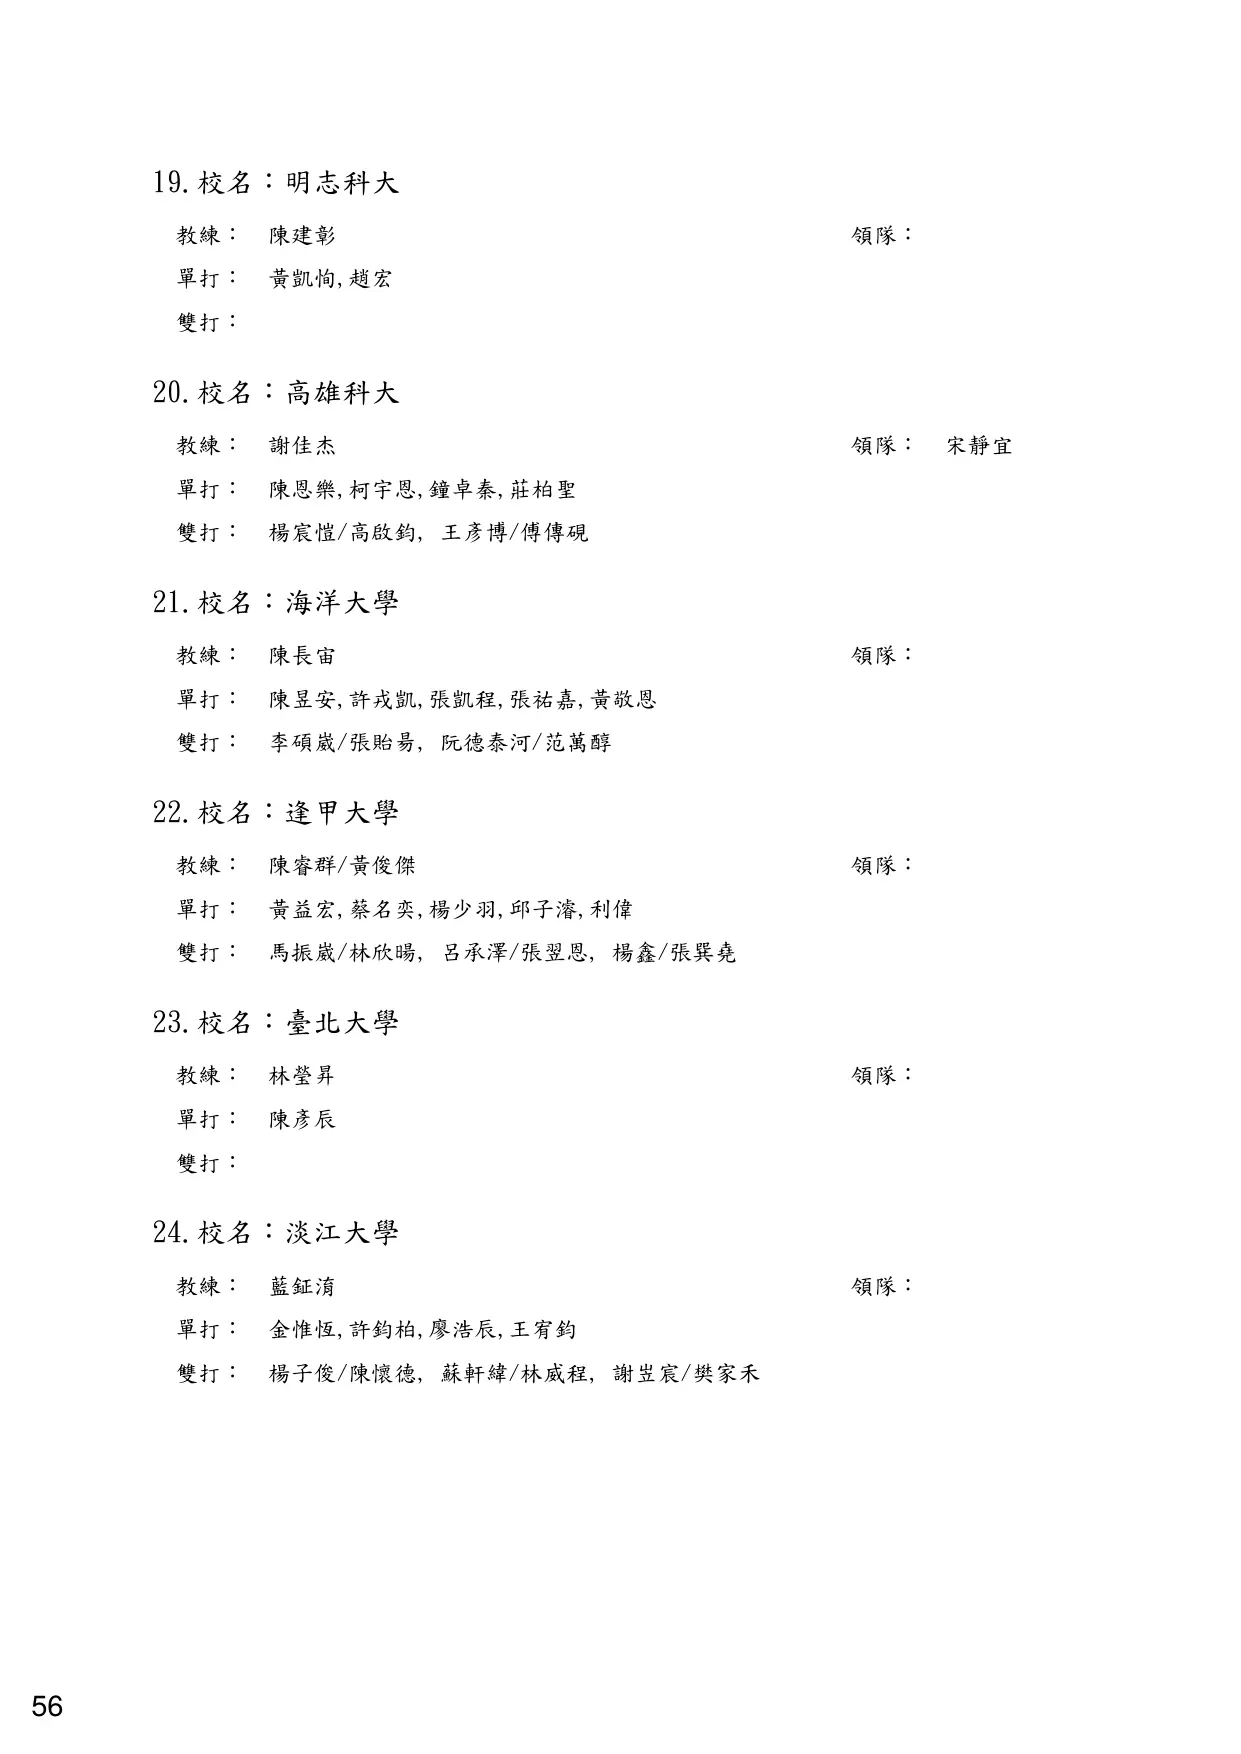 19.校名：明志科大
教練： 陳建彰 領隊：
單打： 黃凱恂,趙宏
雙打：
20.校名：高雄科大
教練： 謝佳杰 領隊： 宋靜宜
單打： 陳恩樂,柯宇恩,鐘卓秦,莊柏聖
雙打： 楊宸愷/高啟鈞, 王彥博/傅傳硯
21.校名：海洋大學
教練： 陳長宙 領隊：
單打： 陳昱安,許戎凱,張凱程,張祐嘉,黃敬恩
雙打： 李碩崴/張貽昜, 阮德泰河/范萬醇
22.校名：逢甲大學
教練： 陳睿群/黃俊傑 領隊：
單打： 黃益宏,蔡名奕,楊少羽,邱子濬,利偉
雙打： 馬振崴/林欣暘, 呂承澤/張翌恩, 楊鑫/張巽堯
23.校名：臺北大學
教練： 林瑩昇 領隊：
單打： 陳彥辰
雙打：
24.校名：淡江大學
教練： 藍鉦淯 領隊：
單打： 金惟恆,許鈞柏,廖浩辰,王宥鈞
雙打： 楊子俊/陳懷德, 蘇軒緯/林威程, 謝岦宸/樊家禾
56